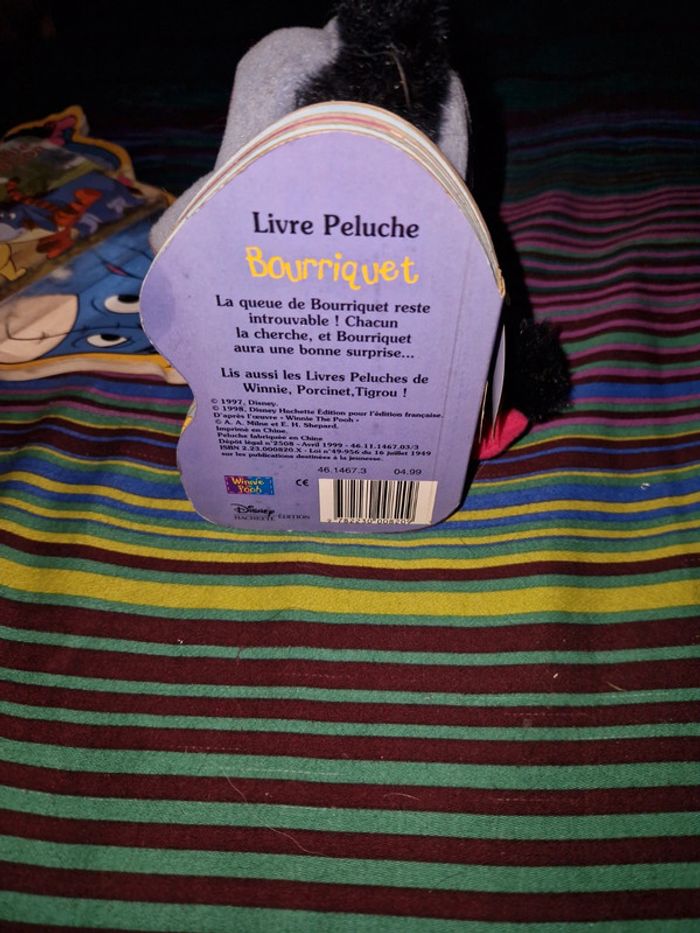 Livre Peluche
Bourriquet
La queue de Bourriquet reste
introuvable ! Chacun
la cherche, et Bourriquet
aura une bonne surprise...
Lis aussi les Livres Peluches de
Winnie, Porcinet,Tigrou !
© 1997, Disney.
© 1998, Disney Hachette Édition pour l'édition française.
D'après l'œuvre « Winnie The Pooh »
© A. A. Milne et E. H. Shepard.
Imprimé en Chine.
Peluche fabriquée en Chine
Dépôt légal n°2508 - Avril 1999 - 46.11.1467.03/3
ISBN 2.23.000820.X - Loi n°49-956 du 16 juillet 1949
sur les publications destinées à la jeunesse.
46.1467.3 04.99
Winnie
Pooh
CE
Disney
HACHETTE ÉDITION
9 782230 008209